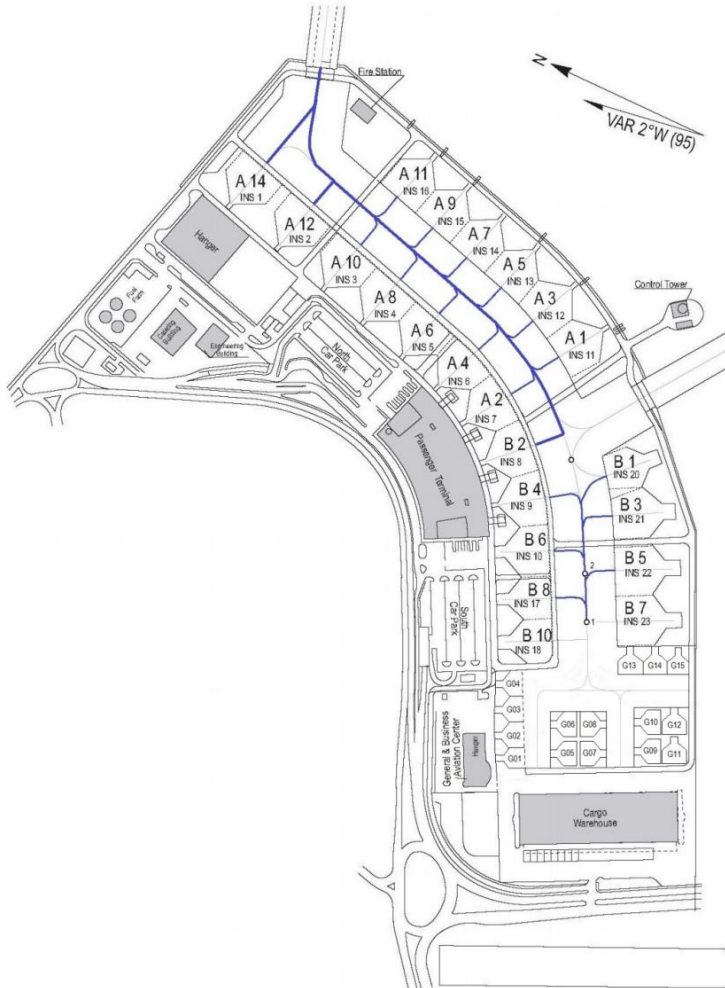 Fire Station
N
VAR 2°W (95)
A 14
INS 1
A 12
INS 2
A 10
INS 3
A 8
INS 4
A 6
INS 5
A 4
INS 6
A 2
INS 7
B 2
INS 8
B 4
INS 9
B 6
INS 10
B 8
INS 17
B 10
INS 18
A 11
INS 16
A 9
INS 15
A 7
INS 14
A 5
INS 13
A 3
INS 12
A 1
INS 11
Control Tower
B 1
INS 20
B 3
INS 21
B 5
INS 22
B 7
INS 23
2
1
Hanger
Fuel
Farm
Catering
Building
Engineering
Building
North
Car Park
Passenger Terminal
South
Car Park
G13
G14
G15
G04
G03
G02
G01
G06
G08
G05
G07
G10
G12
G09
G11
General & Business
(Aviation Center
Hanger
Cargo
Warehouse